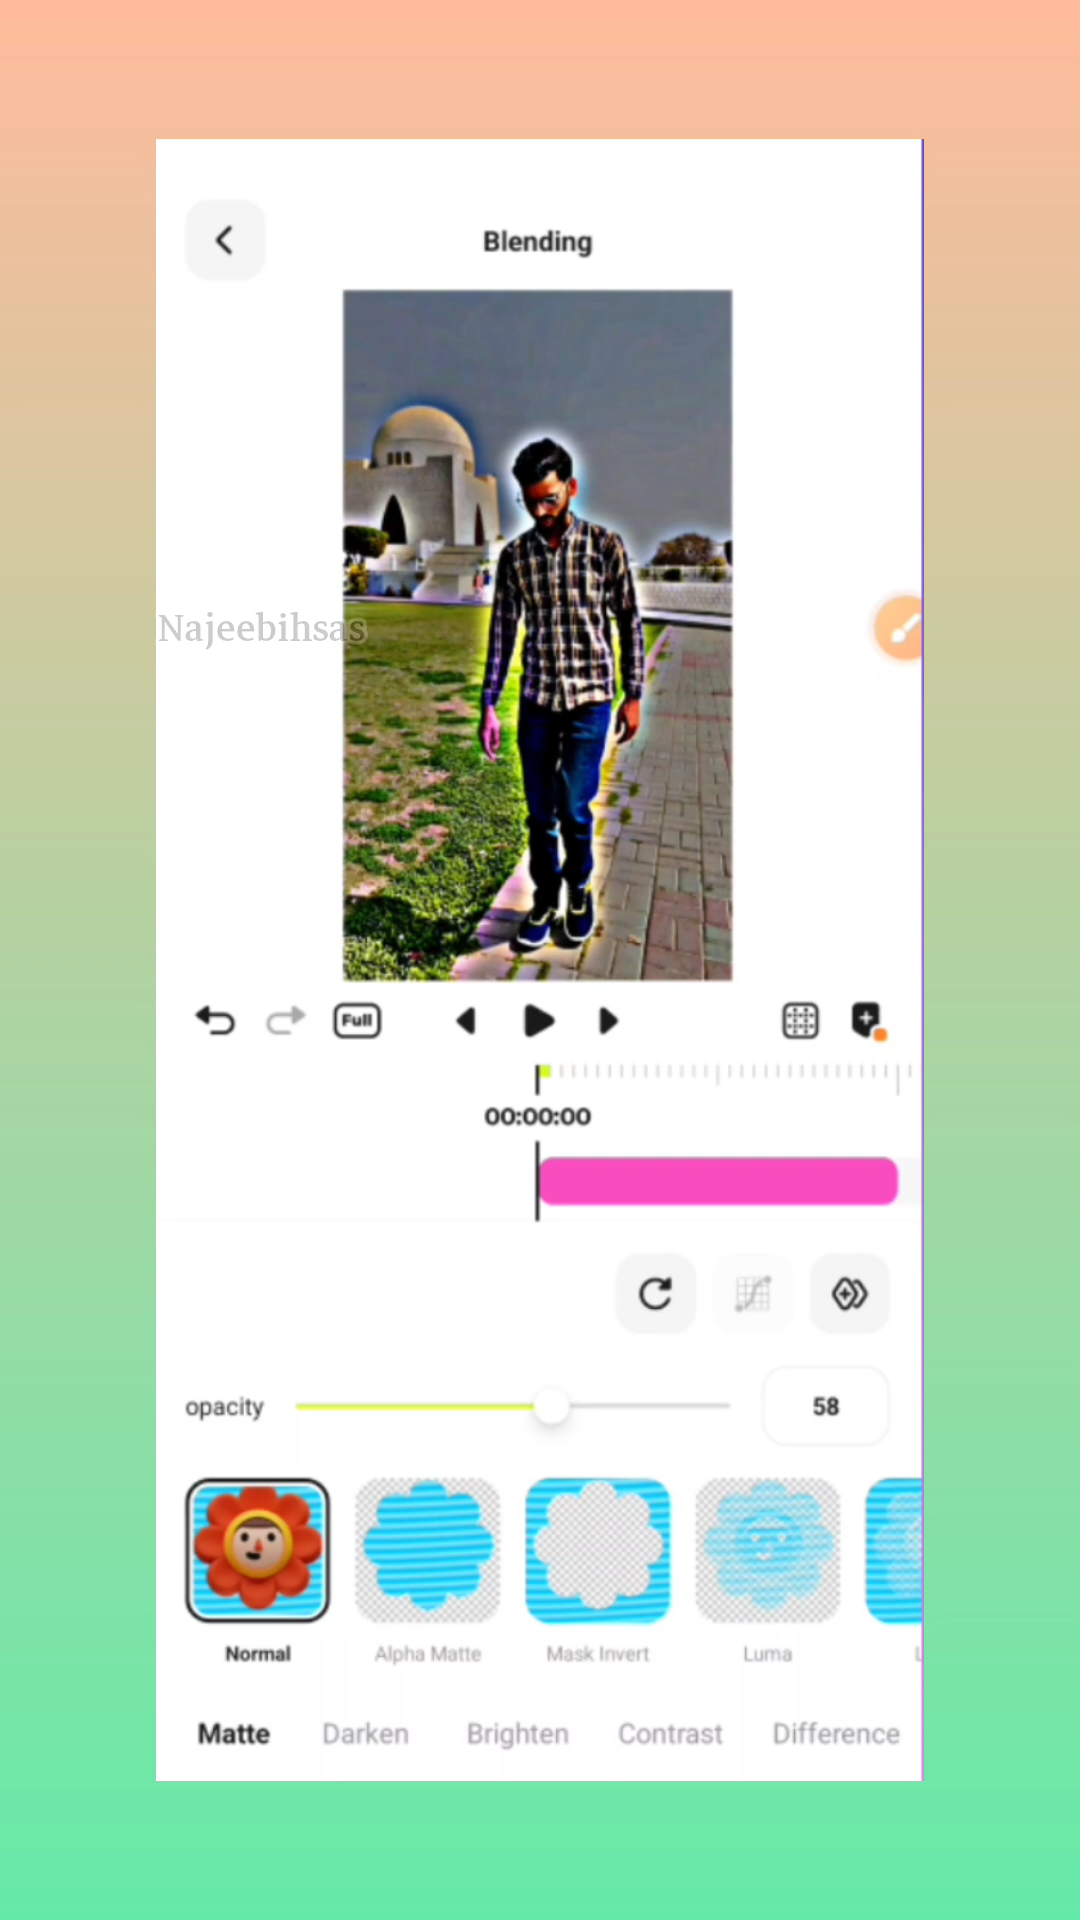 Blending
Najeebihsas
Full
00:00:00
opacity
58
Normal
Alpha Matte
Mask Invert
Luma
Matte
Darken
Brighten
Contrast
Difference